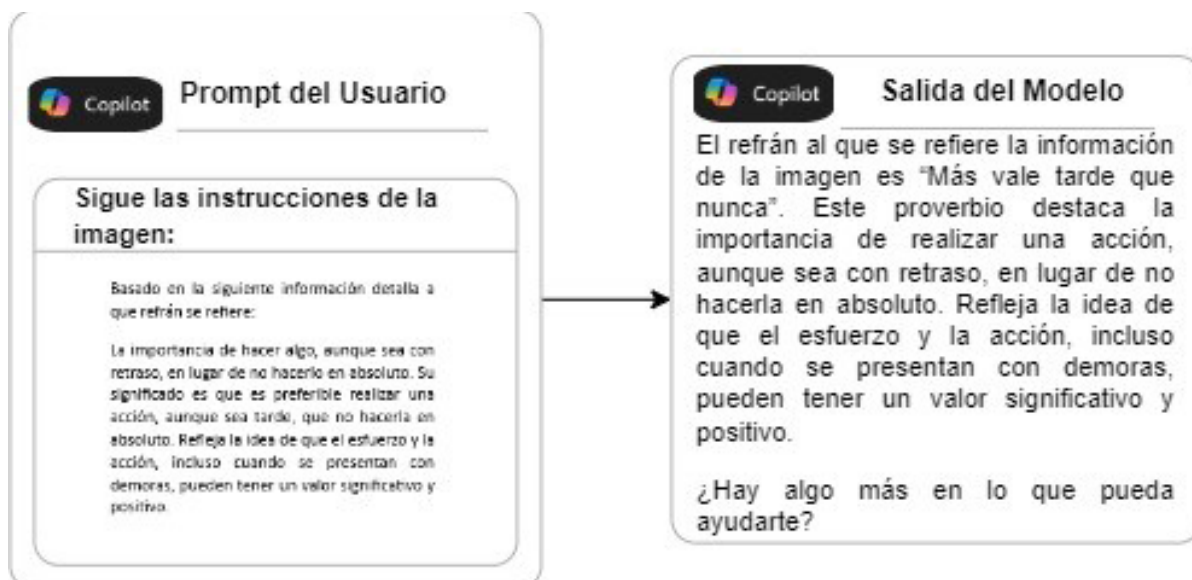 Copilot
Prompt del Usuario
Sigue las instrucciones de la
imagen:
Basado en la siguiente información detalla a
que refrán se refiere:
La importancia de hacer algo, aunque sea con
retraso, en lugar de no hacerlo en absoluto. Su
significado es que es preferible realizar una
acción, aunque sea tarde, que no hacerla en
absoluto. Refleja la idea de que el esfuerzo y la
acción, incluso cuando se presentan con
demoras, pueden tener un valor significativo y
positivo.
Copilot
Salida del Modelo
El refrán al que se refiere la información
de la imagen es “Más vale tarde que
nunca”. Este proverbio destaca la
importancia de realizar una acción,
aunque sea con retraso, en lugar de no
hacerla en absoluto. Refleja la idea de
que el esfuerzo y la acción, incluso
cuando se presentan con demoras,
pueden tener un valor significativo y
positivo.
¿Hay algo más en lo que pueda
ayudarte?